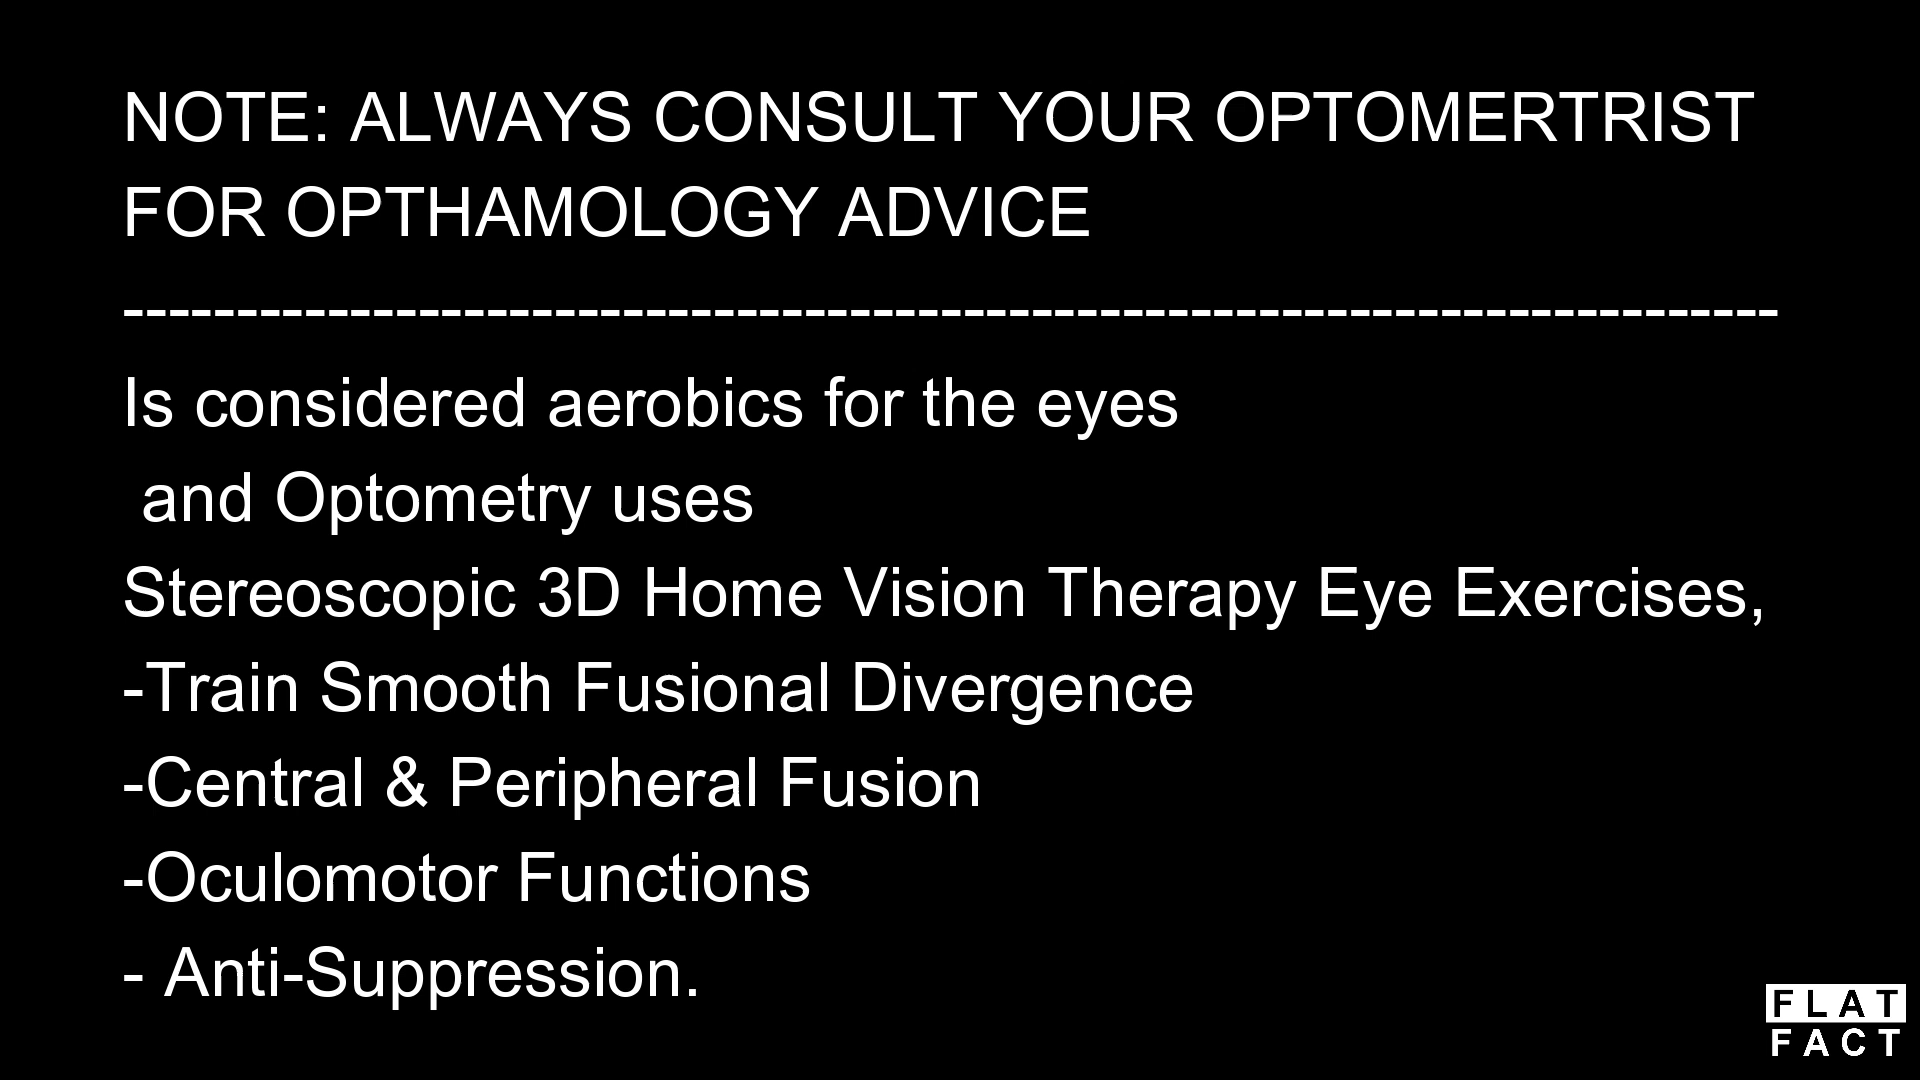 NOTE: ALWAYS CONSULT YOUR OPTOMERTRIST
FOR OPTHAMOLOGY ADVICE
-------------------------------------------------------------------------
Is considered aerobics for the eyes
and Optometry uses
Stereoscopic 3D Home Vision Therapy Eye Exercises,
-Train Smooth Fusional Divergence
-Central & Peripheral Fusion
-Oculomotor Functions
- Anti-Suppression.
FLAT
FACT